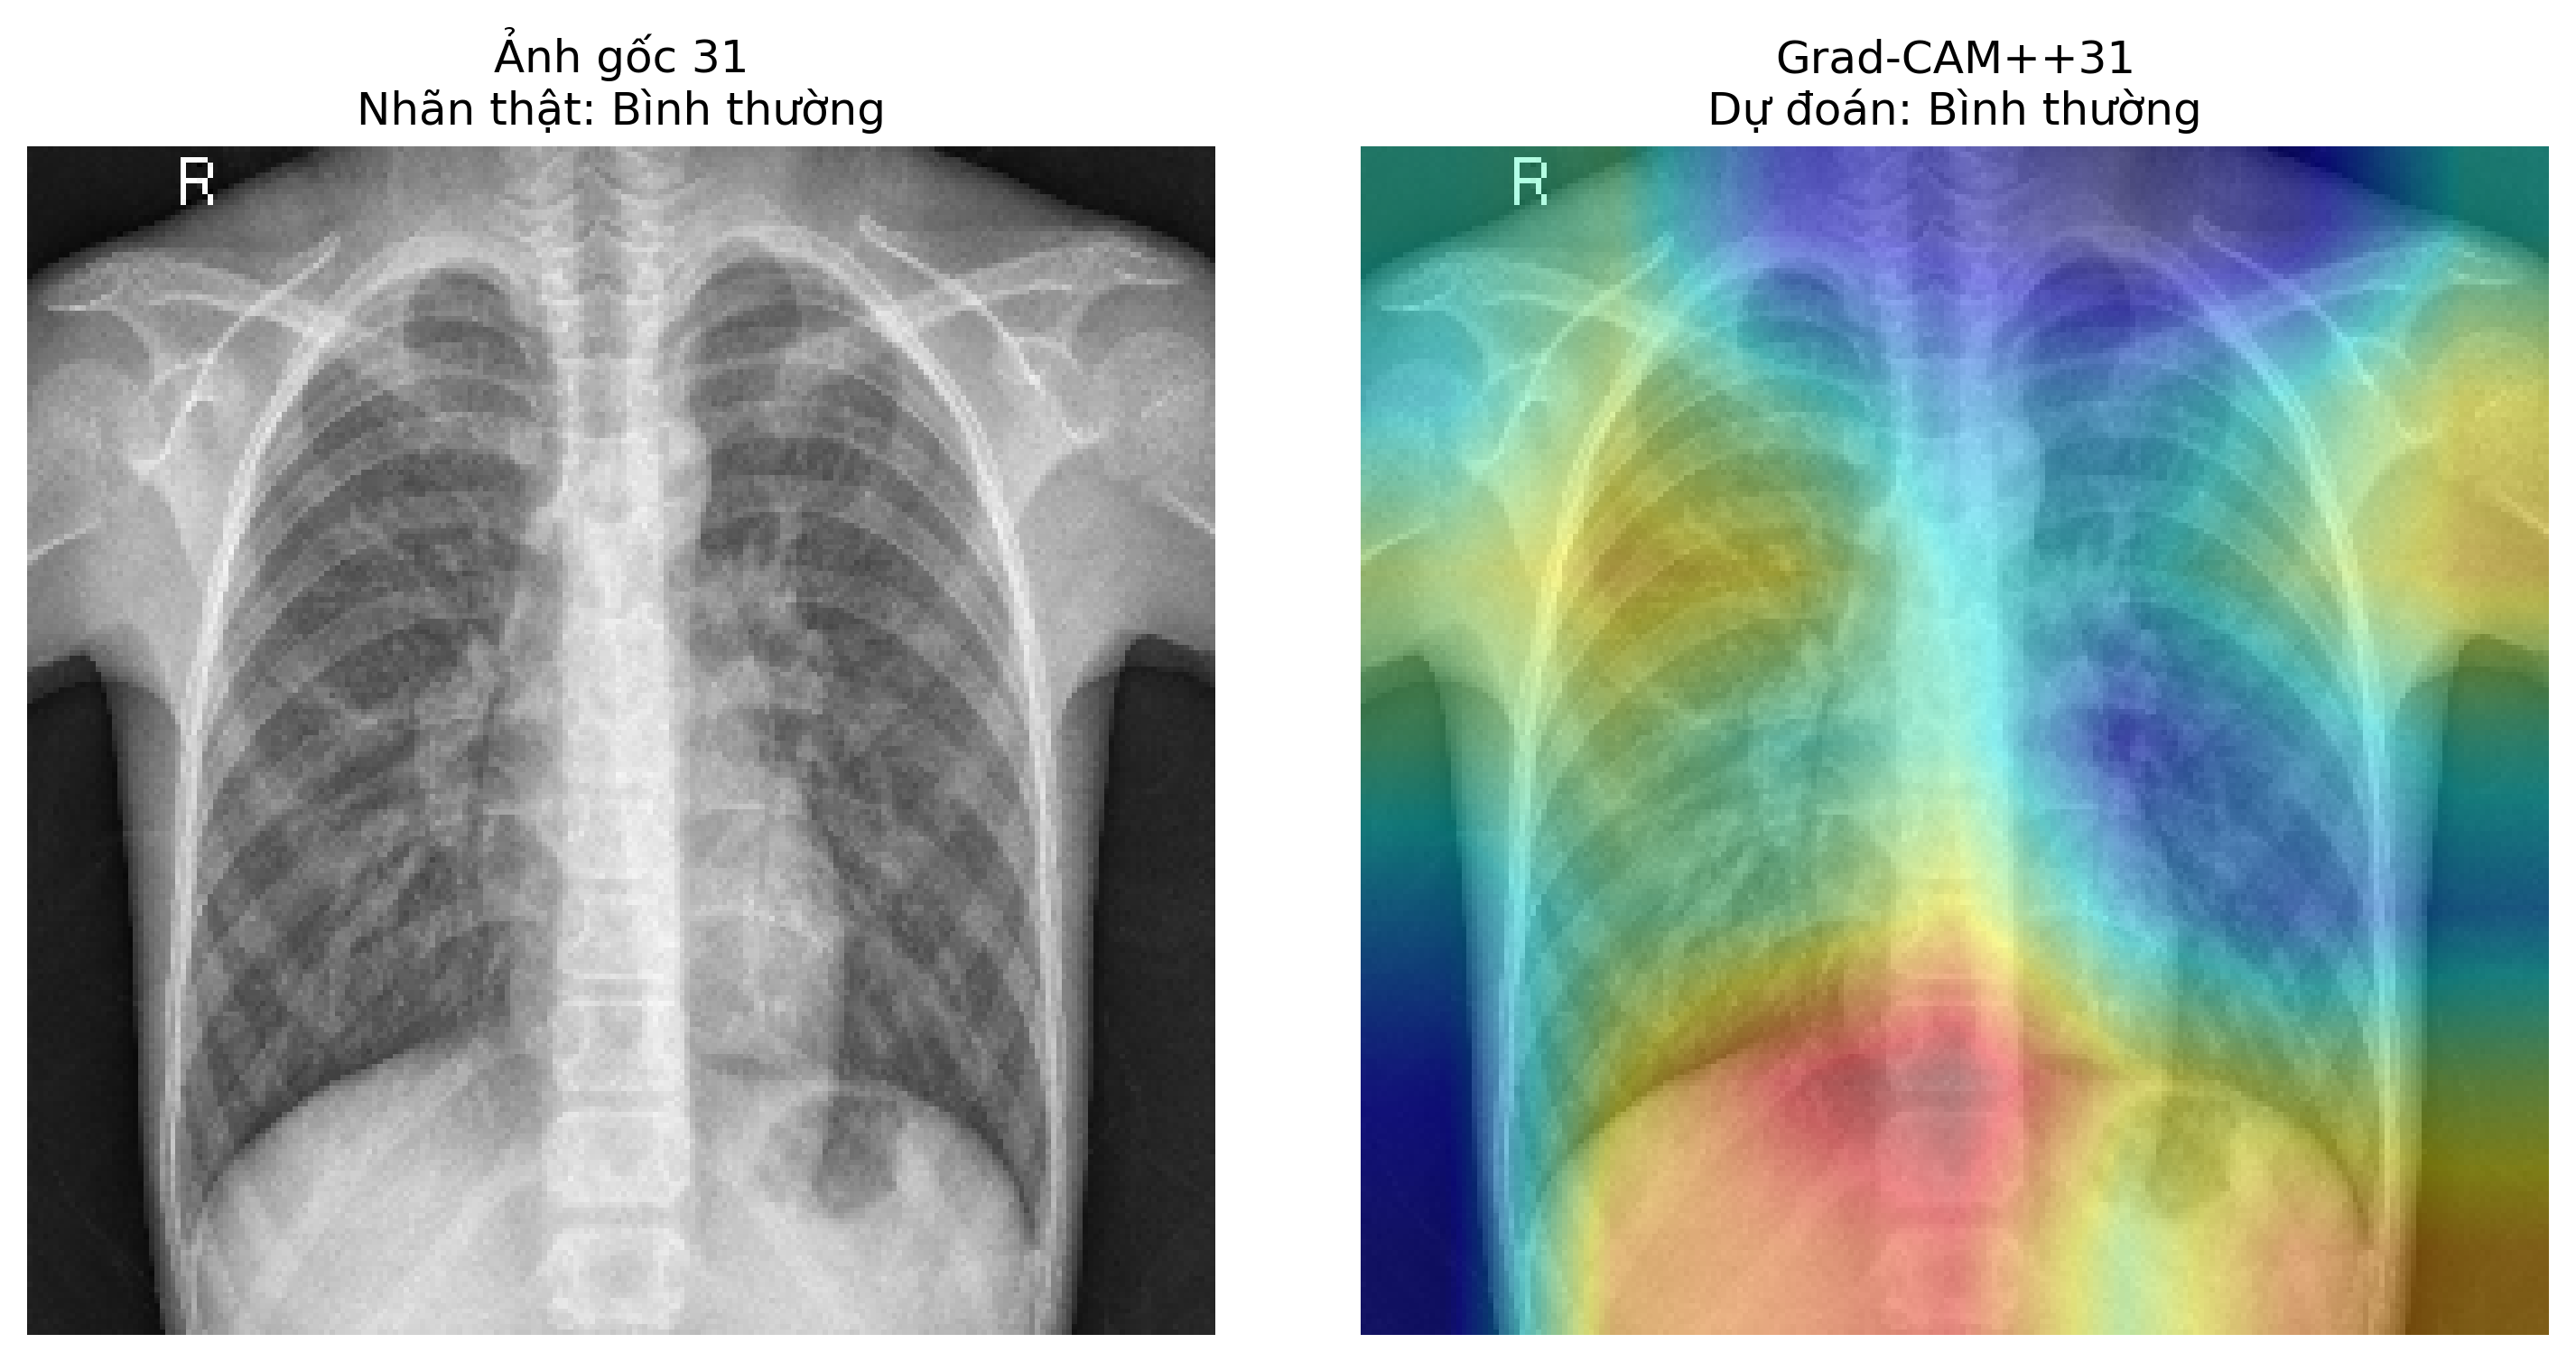 Ảnh gốc 31
Nhãn thật: Bình thường
R
Grad-CAM++31
Dự đoán: Bình thường
R